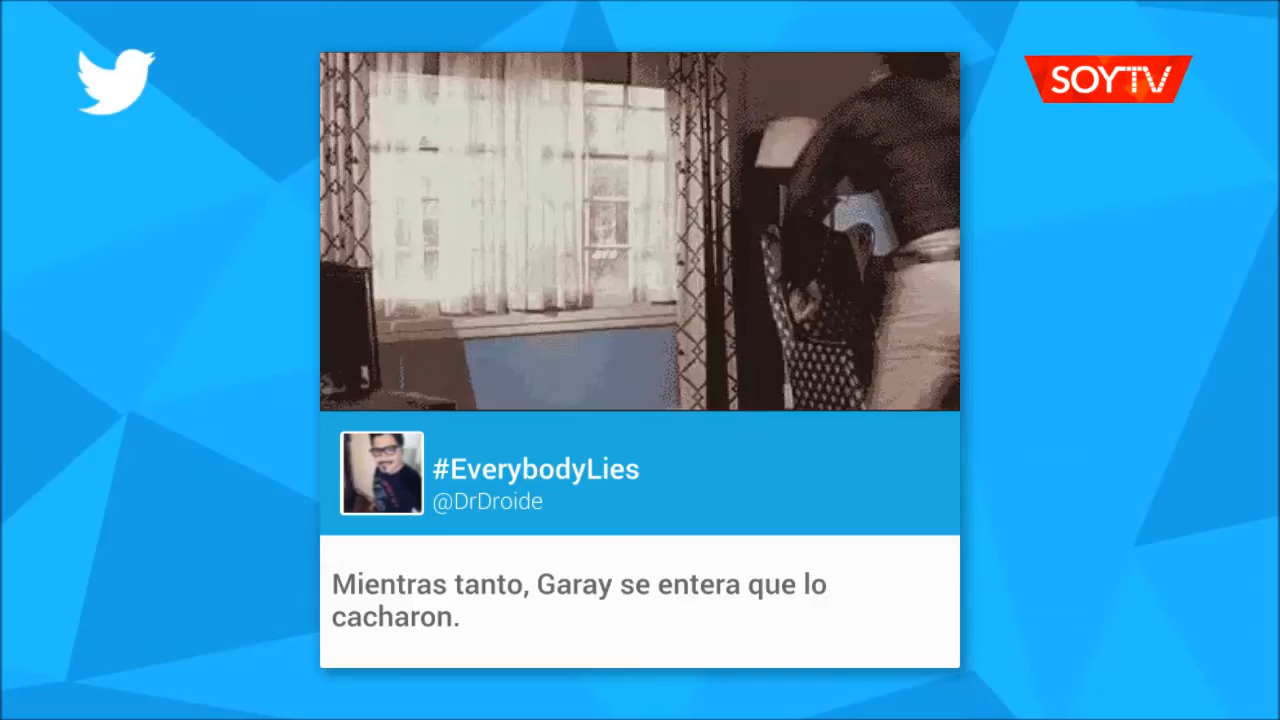 SOYTV
#EverybodyLies
@DrDroide
Mientras tanto, Garay se entera que lo
cacharon.